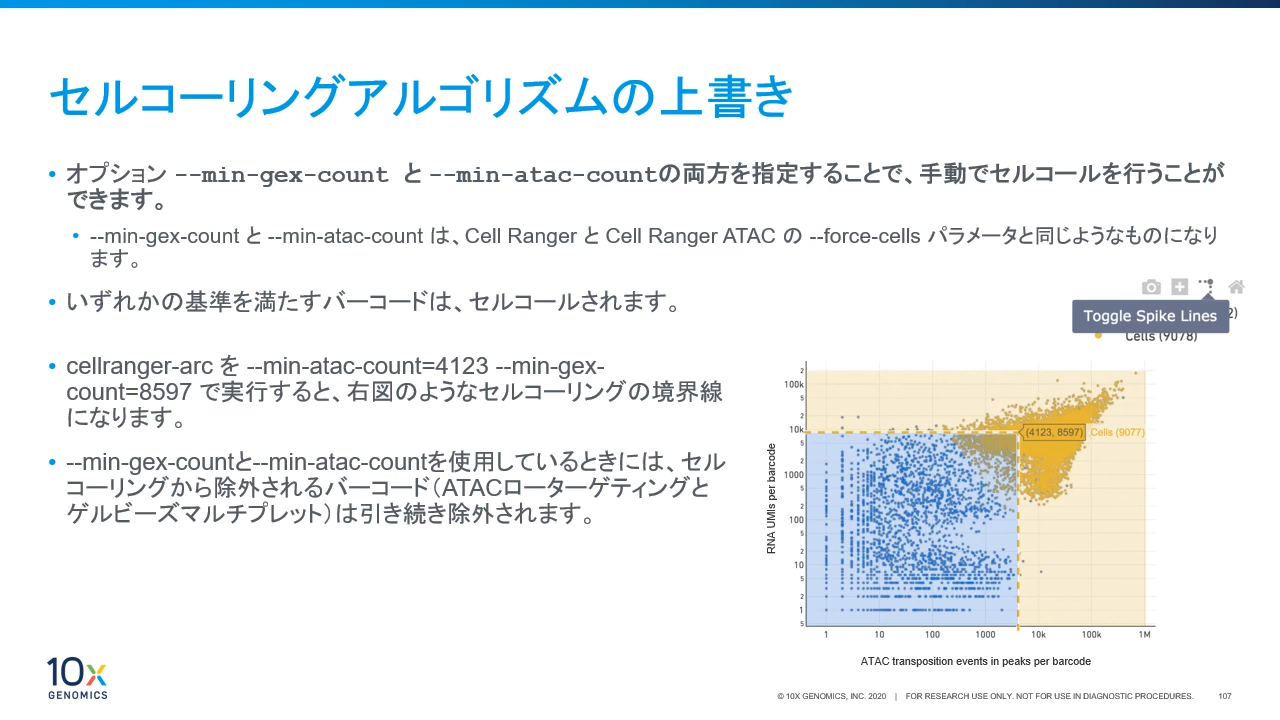 セルコーリングアルゴリズムの上書き
• オプション --min-gex-count と --min-atac-countの両方を指定することで、手動でセルコールを行うことが
できます。
• --min-gex-count と --min-atac-count は、Cell Ranger と Cell Ranger ATAC の --force-cells パラメータと同じようなものになり
ます。
• いずれかの基準を満たすバーコードは、セルコールされます。
• cellranger-arc を --min-atac-count=4123 --min-gex-
count=8597 で実行すると、右図のようなセルコーリングの境界線
になります。
• --min-gex-countと--min-atac-countを使用しているときには、セル
コーリングから除外されるバーコード（ATACローターゲティングと
ゲルビーズマルチプレット）は引き続き除外されます。
Toggle Spike Lines
2)
Cells (9078)
2
100k
5
2
10k
5
2
1000
5
2
100
5
2
10
5
2
1
5
RNA UMIs per barcode
(4123, 8597)
Cells (9077)
1 10 100 1000 10k 100k 1M
ATAC transposition events in peaks per barcode
10x
GENOMICS
© 10X GENOMICS, INC. 2020 | FOR RESEARCH USE ONLY. NOT FOR USE IN DIAGNOSTIC PROCEDURES. 107